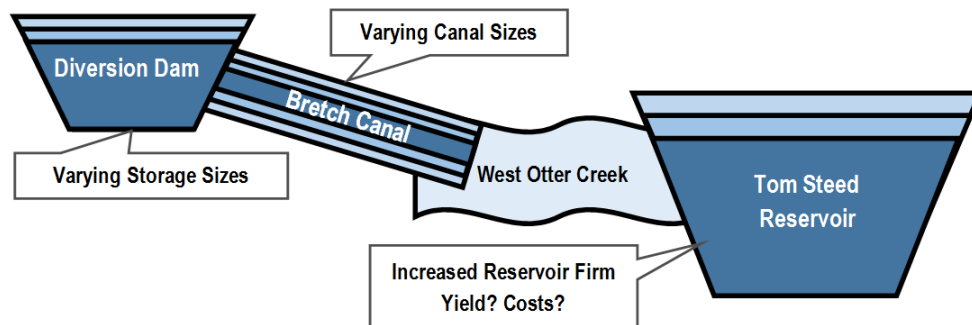 Varying Canal Sizes
Diversion Dam
Bretch Canal
Varying Storage Sizes
West Otter Creek
Tom Steed
Reservoir
Increased Reservoir Firm
Yield? Costs?